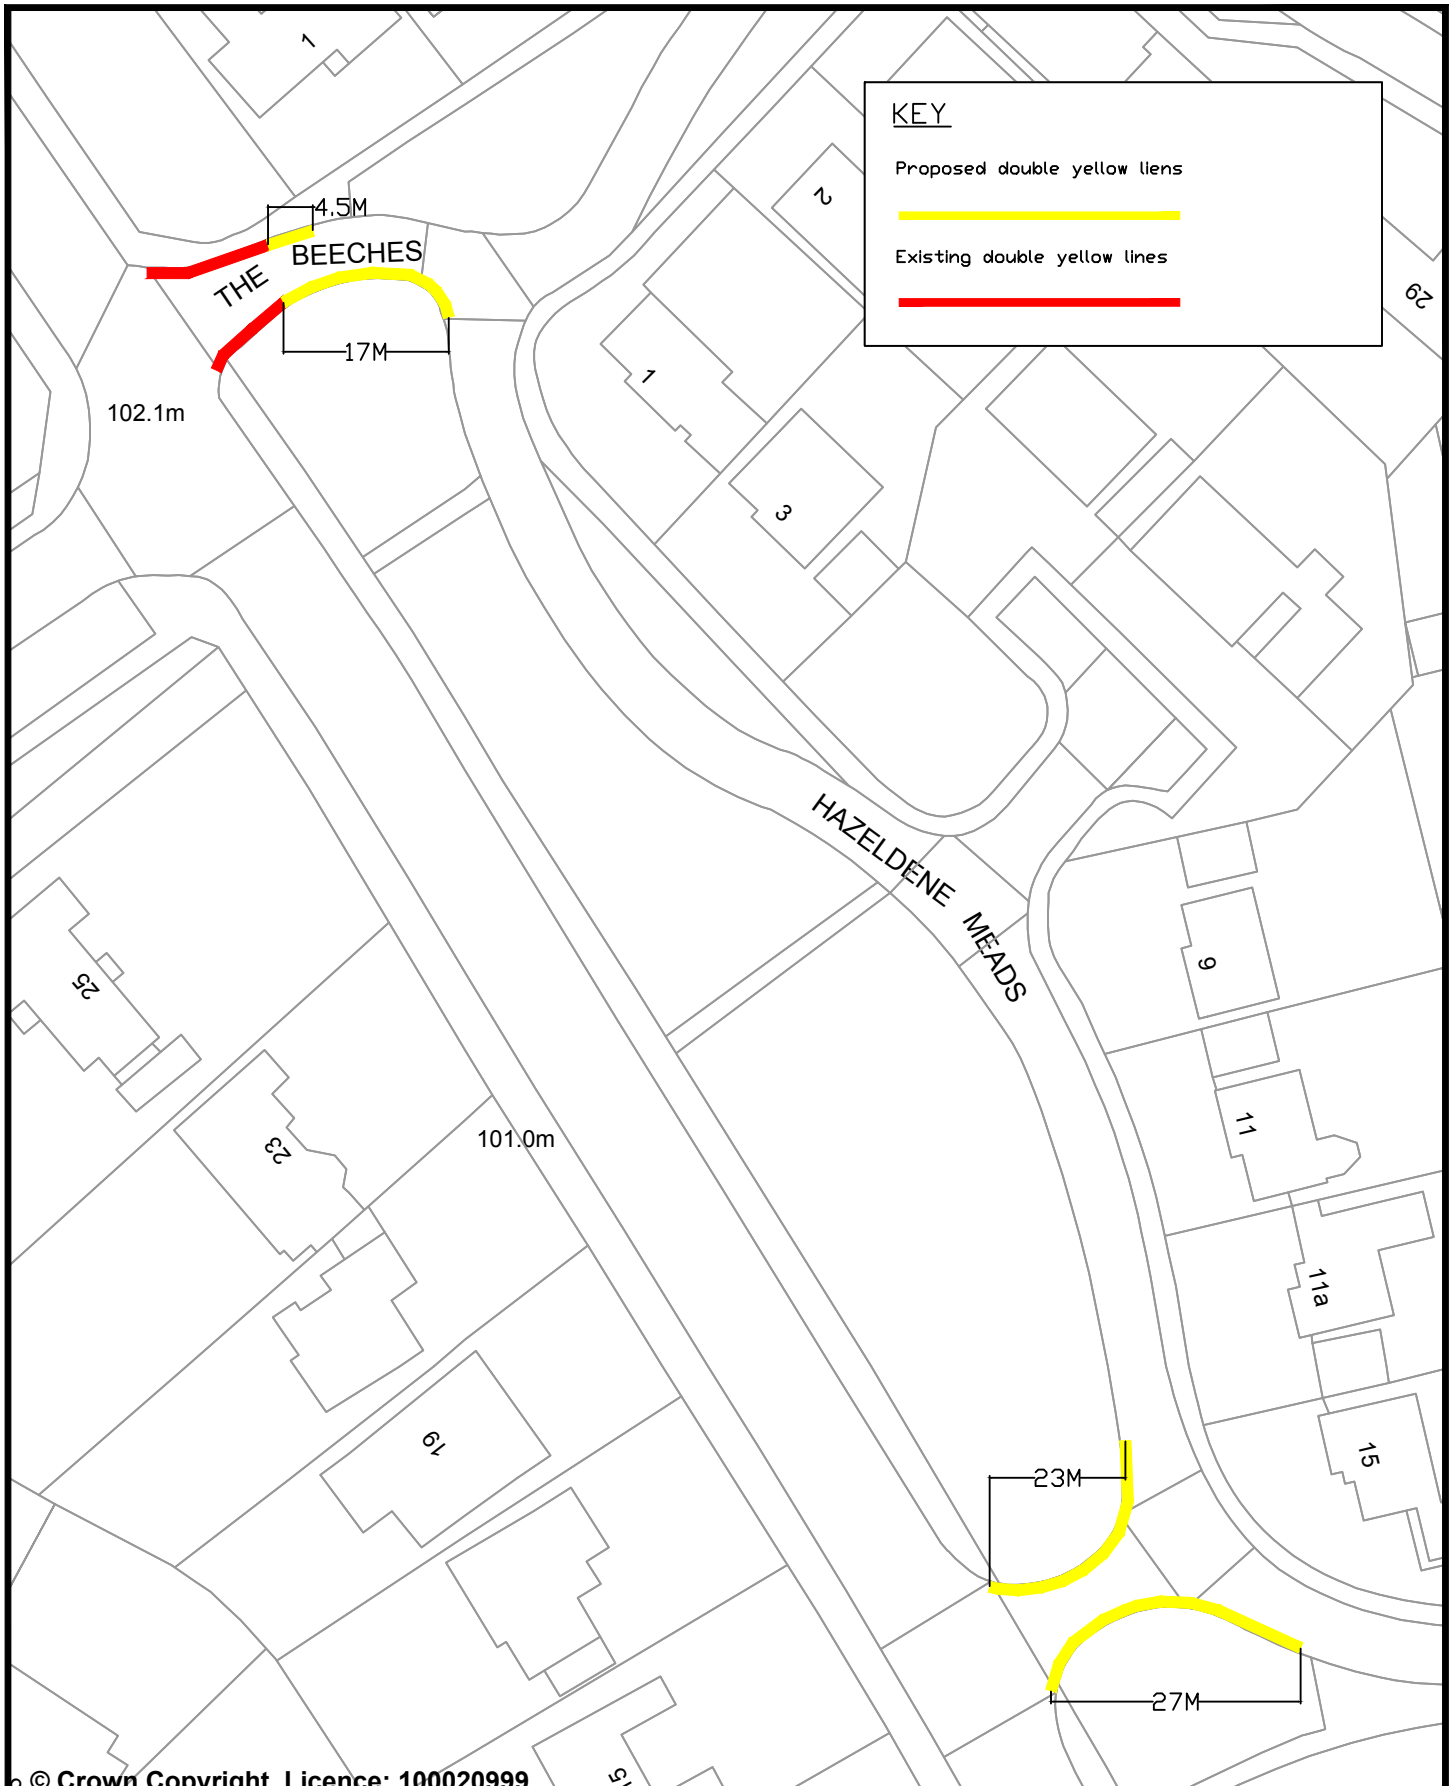 1
KEY
Proposed double yellow liens
Existing double yellow lines
2
29
4.5M
THE BEECHES
17M
102.1m
1
3
HAZELDENE MEADS
9
25
11
23
101.0m
11a
19
15
23M
27M
15
© Crown Copyright. Licence: 100020999